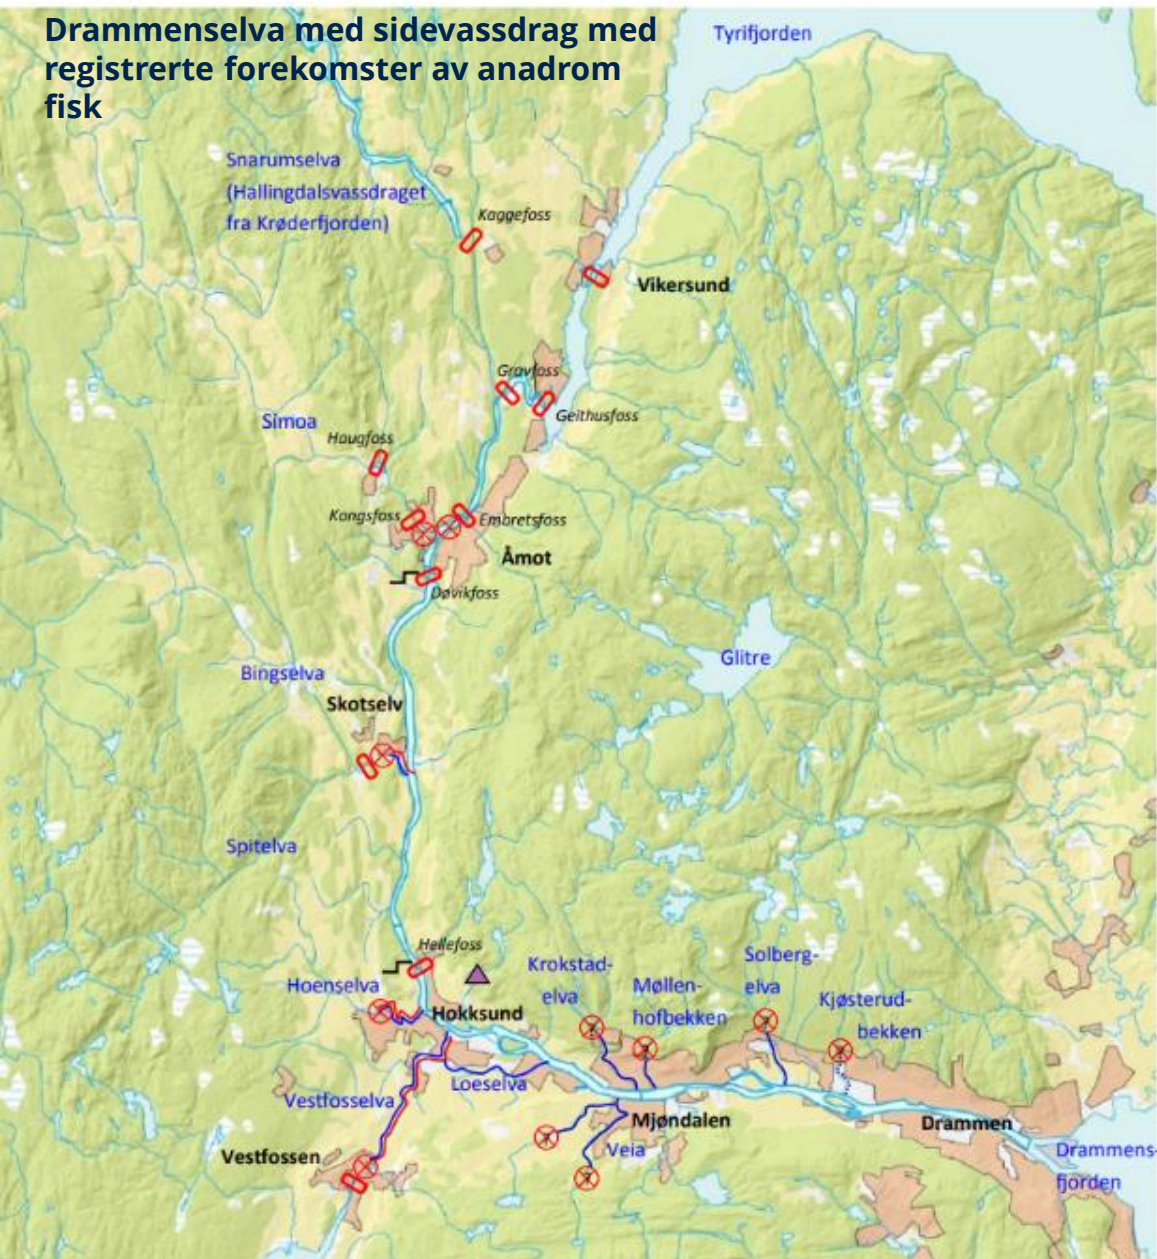 Drammenselva med sidevassdrag med
registrerte forekomster av anadrom
fisk
Tyrifjorden
Snarumselva
(Hallingdalsvassdraget
fra Krøderfjorden)
Kaggefoss
Vikersund
Gravfoss
Geithusfoss
Simoa
Haugfoss
Kongsfoss
Embretsfoss
Åmot
Døvikfoss
Glitre
Bingselva
Skotselv
Spitelva
Hellefoss
Hoenselva
Hokksund
Krokstad-
elva
Møllen-
hofbekken
Solberg-
elva
Kjøsterud-
bekken
Loeselva
Vestfosselva
Mjøndalen
Drammen
Vestfossen
Veia
Drammens-
fjorden